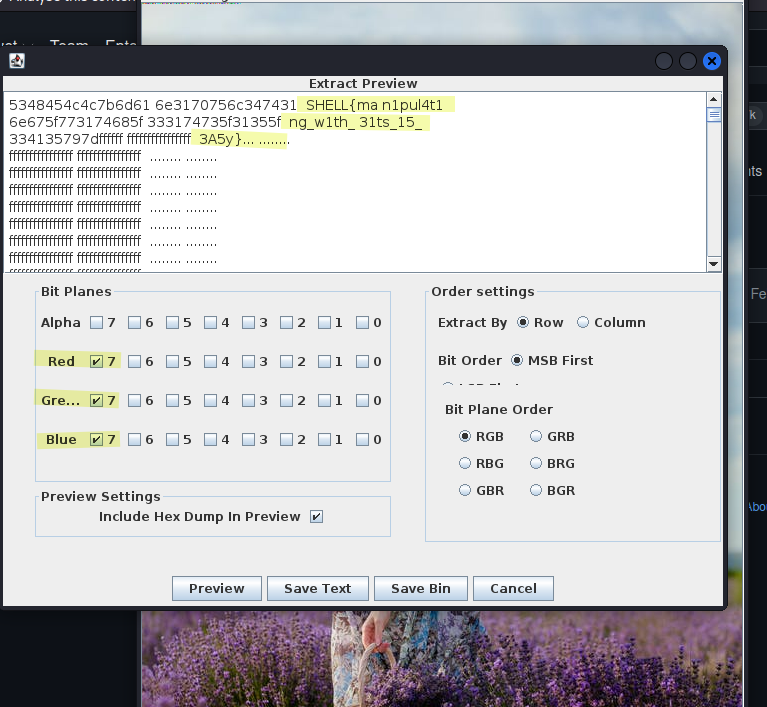 Extract Preview
5348454c4c7b6d61 6e3170756c347431 SHELL{ma n1pul4t1
6e675f773174685f 333174735f31355f ng_w1th_ 31ts_15_
334135797dffffff ffffffffffffffff 3A5y}... ........
ffffffffffffffff ffffffffffffffff ........ ........
ffffffffffffffff ffffffffffffffff ........ ........
ffffffffffffffff ffffffffffffffff ........ ........
ffffffffffffffff ffffffffffffffff ........ ........
ffffffffffffffff ffffffffffffffff ........ ........
ffffffffffffffff ffffffffffffffff ........ ........
ffffffffffffffff ffffffffffffffff ........ ........
Bit Planes
Alpha 7 6 5 4 3 2 1 0
Red 7 6 5 4 3 2 1 0
Gre... 7 6 5 4 3 2 1 0
Blue 7 6 5 4 3 2 1 0
Preview Settings
Include Hex Dump In Preview
Order settings
Extract By Row Column
Bit Order MSB First
Bit Plane Order
RGB GRB
RBG BRG
GBR BGR
Preview Save Text Save Bin Cancel